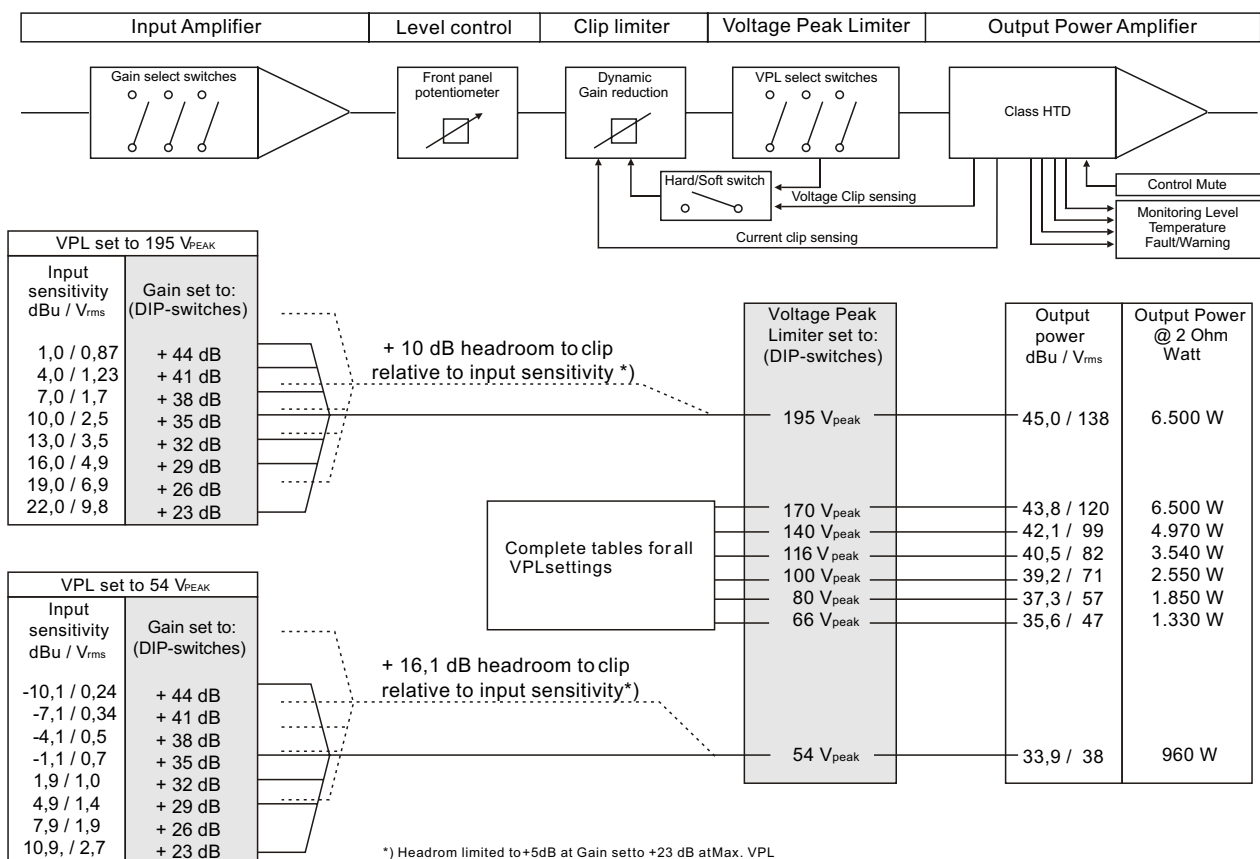 Input Amplifier
Level control
Clip limiter
Voltage Peak Limiter
Output Power Amplifier
Gain select switches
Front panel
potentiometer
Dynamic
Gain reduction
VPL select switches
Class HTD
Hard/Soft switch
Voltage Clip sensing
Current clip sensing
Control Mute
Monitoring Level
Temperature
Fault/Warning
VPL set to 195 VPEAK
Input
sensitivity
dBu / Vrms
Gain set to:
(DIP-switches)
1,0 / 0,87 + 44 dB
4,0 / 1,23 + 41 dB
7,0 / 1,7 + 38 dB
10,0 / 2,5 + 35 dB
13,0 / 3,5 + 32 dB
16,0 / 4,9 + 29 dB
19,0 / 6,9 + 26 dB
22,0 / 9,8 + 23 dB
+ 10 dB headroom to clip
relative to input sensitivity *)
Voltage Peak
Limiter set to:
(DIP-switches)
Output
power
dBu / Vrms
Output Power
@ 2 Ohm
Watt
195 Vpeak 45,0 / 138 6.500 W
Complete tables for all
VPLsettings
170 Vpeak 43,8 / 120 6.500 W
140 Vpeak 42,1 / 99 4.970 W
116 Vpeak 40,5 / 82 3.540 W
100 Vpeak 39,2 / 71 2.550 W
80 Vpeak 37,3 / 57 1.850 W
66 Vpeak 35,6 / 47 1.330 W
VPL set to 54 VPEAK
Input
sensitivity
dBu / Vrms
Gain set to:
(DIP-switches)
-10,1 / 0,24 + 44 dB
-7,1 / 0,34 + 41 dB
-4,1 / 0,5 + 38 dB
-1,1 / 0,7 + 35 dB
1,9 / 1,0 + 32 dB
4,9 / 1,4 + 29 dB
7,9 / 1,9 + 26 dB
10,9, / 2,7 + 23 dB
+ 16,1 dB headroom to clip
relative to input sensitivity*)
54 Vpeak 33,9 / 38 960 W
*) Headrom limited to+5dB at Gain setto +23 dB atMax. VPL